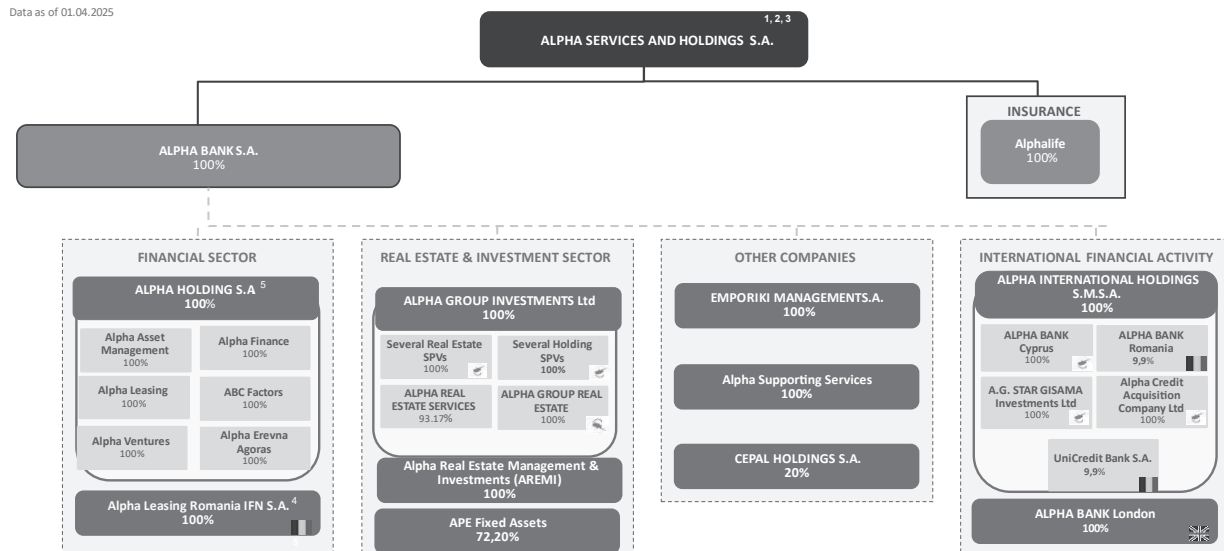 Data as of 01.04.2025
1, 2, 3
ALPHA SERVICES AND HOLDINGS S.A.
ALPHA BANK S.A.
100%
INSURANCE
Alphalife
100%
FINANCIAL SECTOR
ALPHA HOLDING S.A 5
100%
Alpha Asset
Management
100%
Alpha Finance
100%
Alpha Leasing
100%
ABC Factors
100%
Alpha Ventures
100%
Alpha Erevna
Agoras
100%
Alpha Leasing Romania IFN S.A. 4
100%
REAL ESTATE & INVESTMENT SECTOR
ALPHA GROUP INVESTMENTS Ltd
100%
Several Real Estate
SPVs
100%
Several Holding
SPVs
100%
ALPHA REAL
ESTATE SERVICES
93.17%
ALPHA GROUP REAL
ESTATE
100%
Alpha Real Estate Management &
Investments (AREMI)
100%
APE Fixed Assets
72,20%
OTHER COMPANIES
EMPORIKI MANAGEMENTS.A.
100%
Alpha Supporting Services
100%
CEPAL HOLDINGS S.A.
20%
INTERNATIONAL FINANCIAL ACTIVITY
ALPHA INTERNATIONAL HOLDINGS
S.M.S.A.
100%
ALPHA BANK
Cyprus
100%
ALPHA BANK
Romania
9,9%
A.G. STAR GISAMA
Investments Ltd
100%
Alpha Credit
Acquisition
Company Ltd
100%
UniCredit Bank S.A.
9,9%
ALPHA BANK London
100%